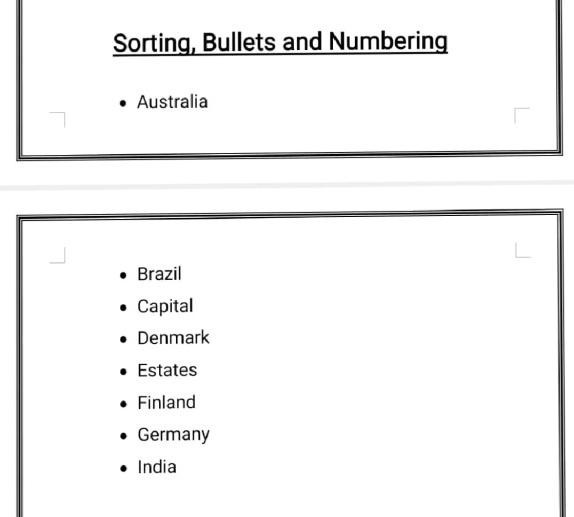 Sorting, Bullets and Numbering
• Australia
• Brazil
• Capital
• Denmark
• Estates
• Finland
• Germany
• India